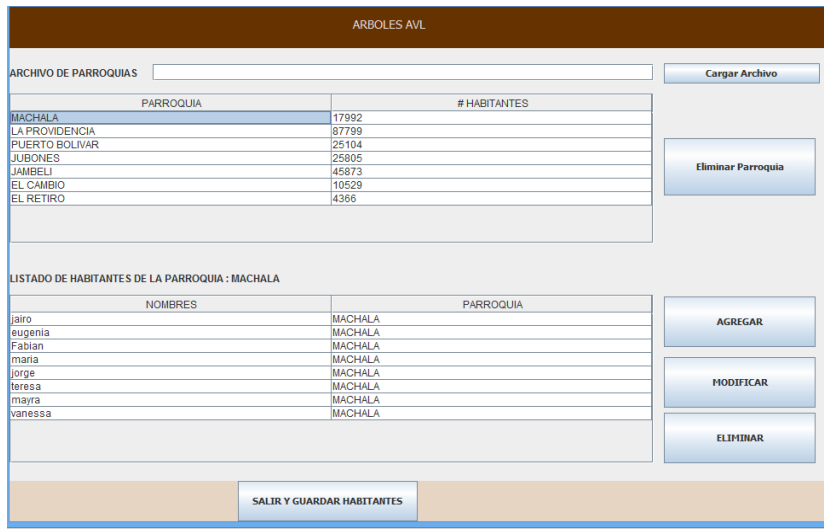 ARBOLES AVL
ARCHIVO DE PARROQUIAS Cargar Archivo
PARROQUIA # HABITANTES
MACHALA 17992
LA PROVIDENCIA 87799
PUERTO BOLIVAR 25104
JUBONES 25805
JAMBELI 45873
EL CAMBIO 10529
EL RETIRO 4366
Eliminar Parroquia
LISTADO DE HABITANTES DE LA PARROQUIA : MACHALA
NOMBRES PARROQUIA
jairo MACHALA
eugenia MACHALA
Fabian MACHALA
maria MACHALA
jorge MACHALA
teresa MACHALA
mayra MACHALA
vanessa MACHALA
AGREGAR
MODIFICAR
ELIMINAR
SALIR Y GUARDAR HABITANTES